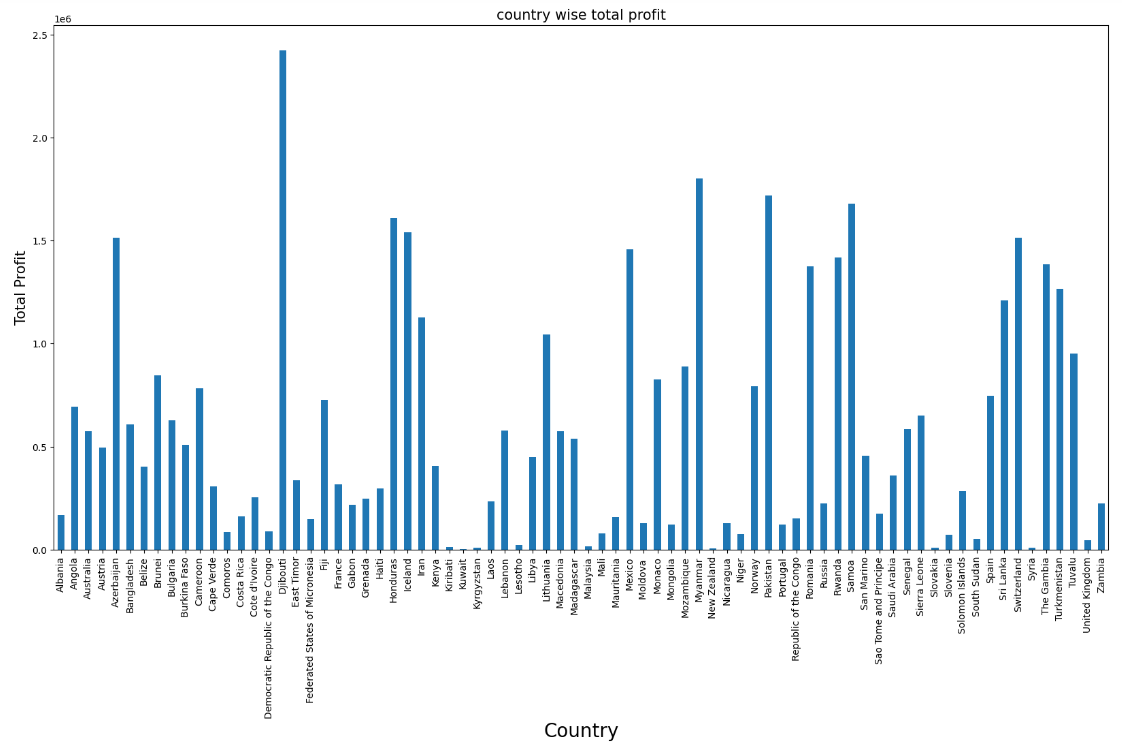 country wise total profit
1e6
2.5
2.0
1.5
1.0
0.5
0.0
Total Profit
Albania
Angola
Australia
Austria
Azerbaijan
Bangladesh
Belize
Brunei
Bulgaria
Burkina Faso
Cameroon
Cape Verde
Comoros
Costa Rica
Cote d'Ivoire
Democratic Republic of the Congo
Djibouti
East Timor
Federated States of Micronesia
Fiji
France
Gabon
Grenada
Haiti
Honduras
Iceland
Iran
Kenya
Kiribati
Kuwait
Kyrgyzstan
Laos
Lebanon
Lesotho
Libya
Lithuania
Macedonia
Madagascar
Malaysia
Mali
Mauritania
Mexico
Moldova
Monaco
Mongolia
Mozambique
Myanmar
New Zealand
Nicaragua
Niger
Norway
Pakistan
Portugal
Republic of the Congo
Romania
Russia
Rwanda
Samoa
San Marino
Sao Tome and Principe
Saudi Arabia
Senegal
Sierra Leone
Slovakia
Slovenia
Solomon Islands
South Sudan
Spain
Sri Lanka
Switzerland
Syria
The Gambia
Turkmenistan
Tuvalu
United Kingdom
Zambia
Country